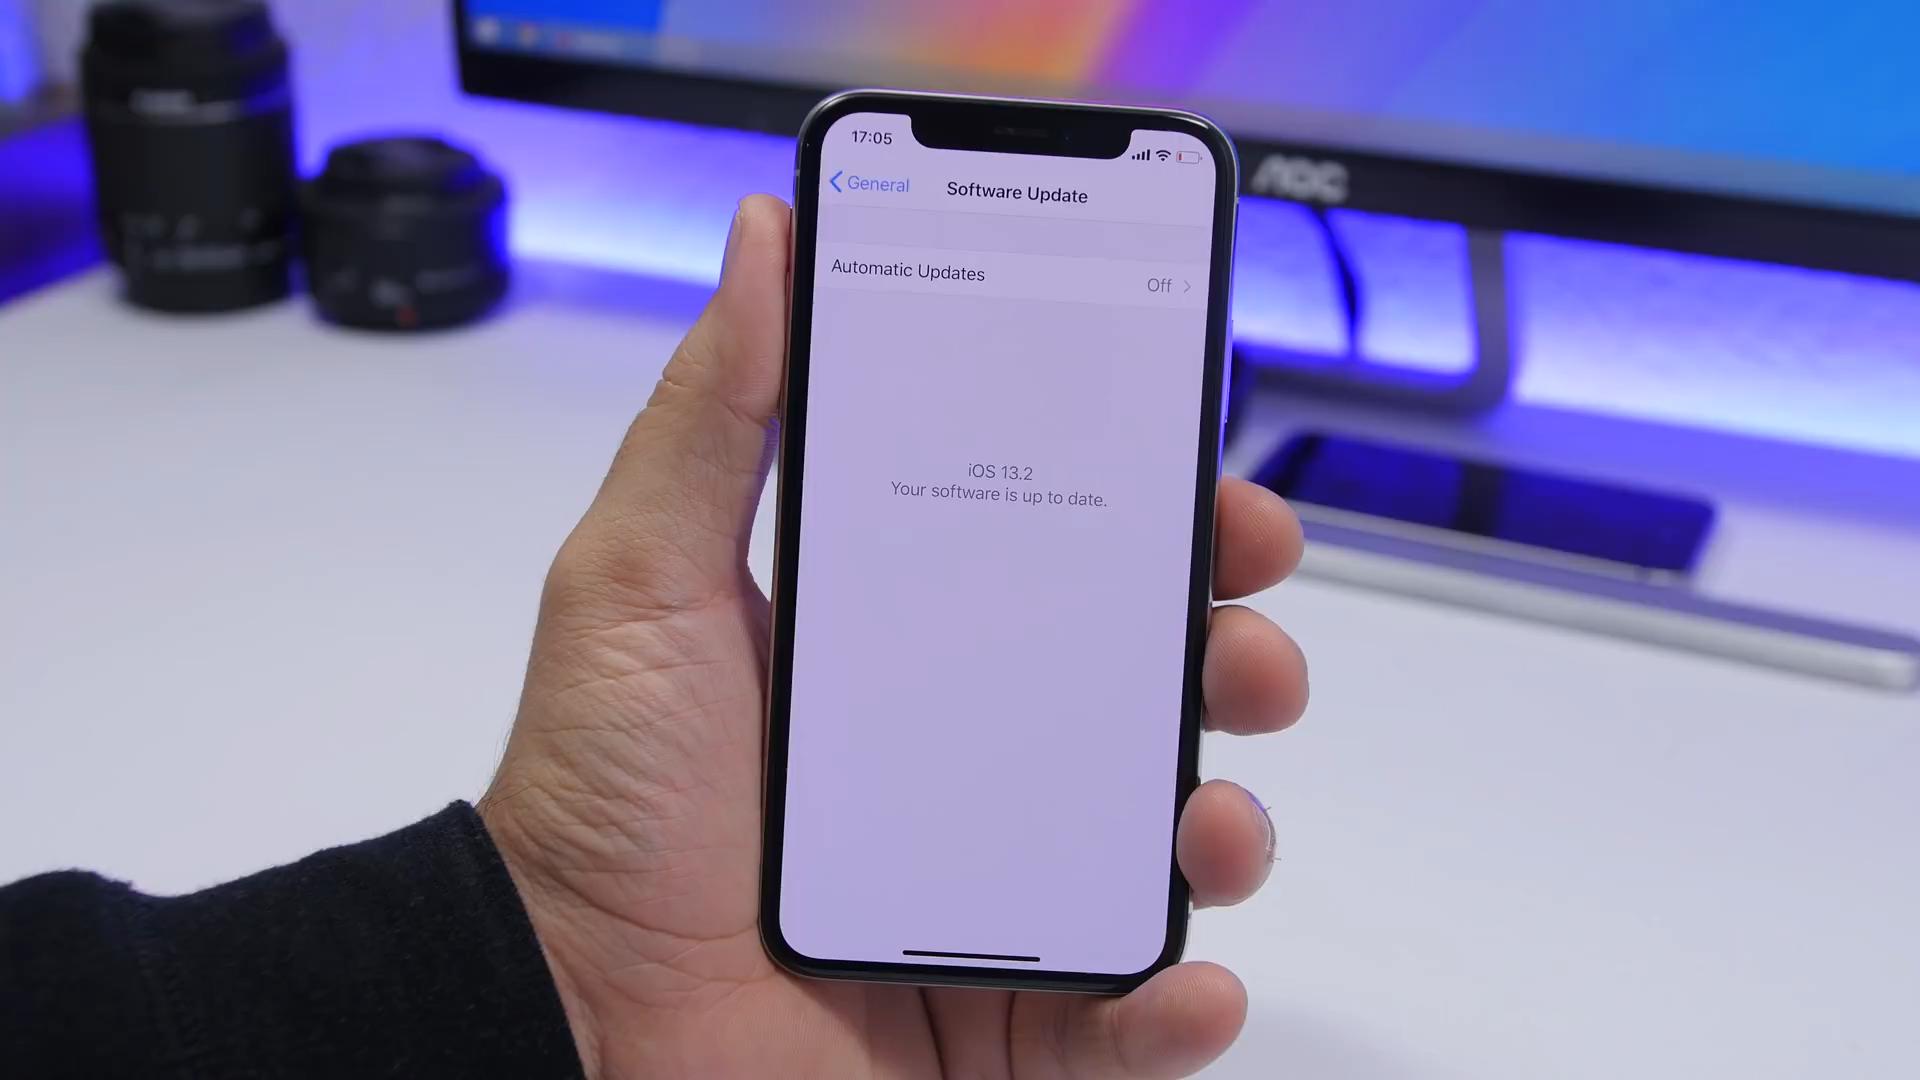 17:05
General
Software Update
Automatic Updates
Off
iOS 13.2
Your software is up to date.
AOC